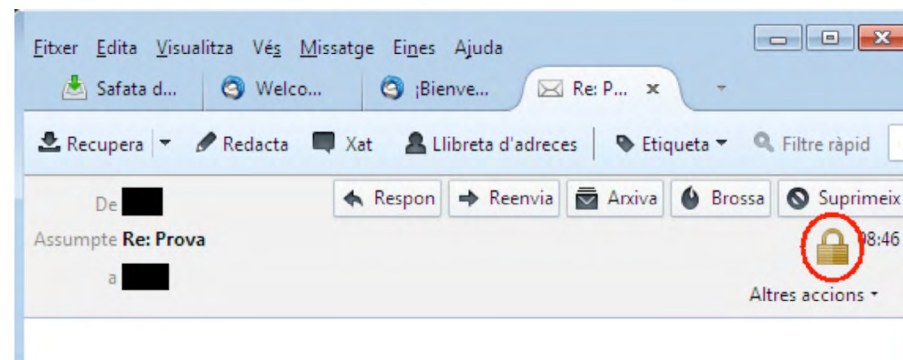 Fitxer Edita Visualitza Vés Missatge Eines Ajuda
Safata d... Welco... ¡Bienve... Re: P... x
Recupera Redacta Xat Llibreta d'adreces Etiqueta Filtre ràpid
De Respon Reenvia Arxiva Brossa Suprimeix
Assumpte Re: Prova 08:46
a
Altres accions